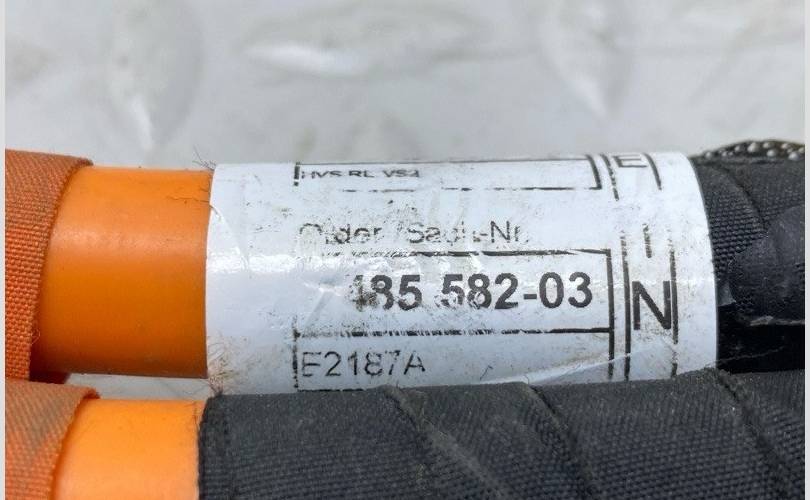 HVS RL VS2
E
Order /Sach-Nr.
485 582-03
N
E2187A